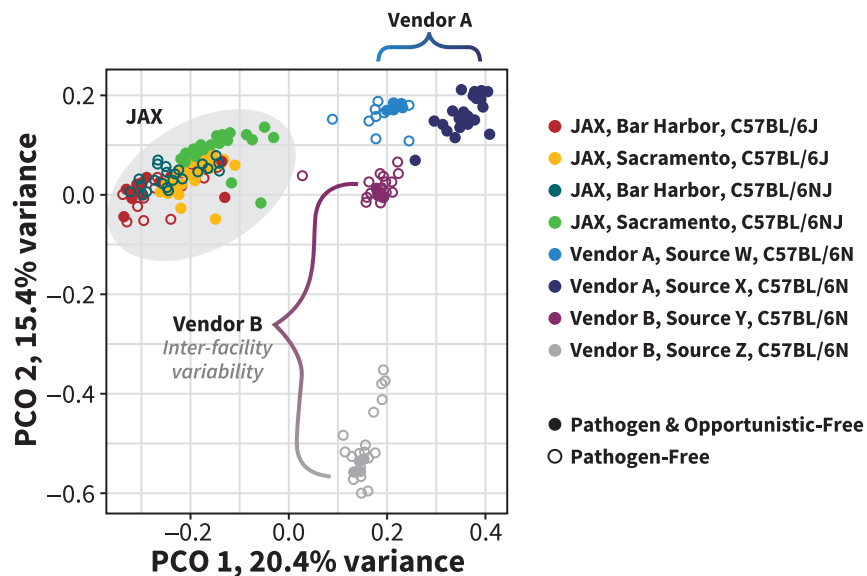 Vendor A
JAX
Vendor B
Inter-facility
variability
0.2
0.0
−0.2
−0.4
−0.6
PCO 2, 15.4% variance
−0.2
0.0
0.2
0.4
PCO 1, 20.4% variance
JAX, Bar Harbor, C57BL/6J
JAX, Sacramento, C57BL/6J
JAX, Bar Harbor, C57BL/6NJ
JAX, Sacramento, C57BL/6NJ
Vendor A, Source W, C57BL/6N
Vendor A, Source X, C57BL/6N
Vendor B, Source Y, C57BL/6N
Vendor B, Source Z, C57BL/6N
Pathogen & Opportunistic-Free
Pathogen-Free